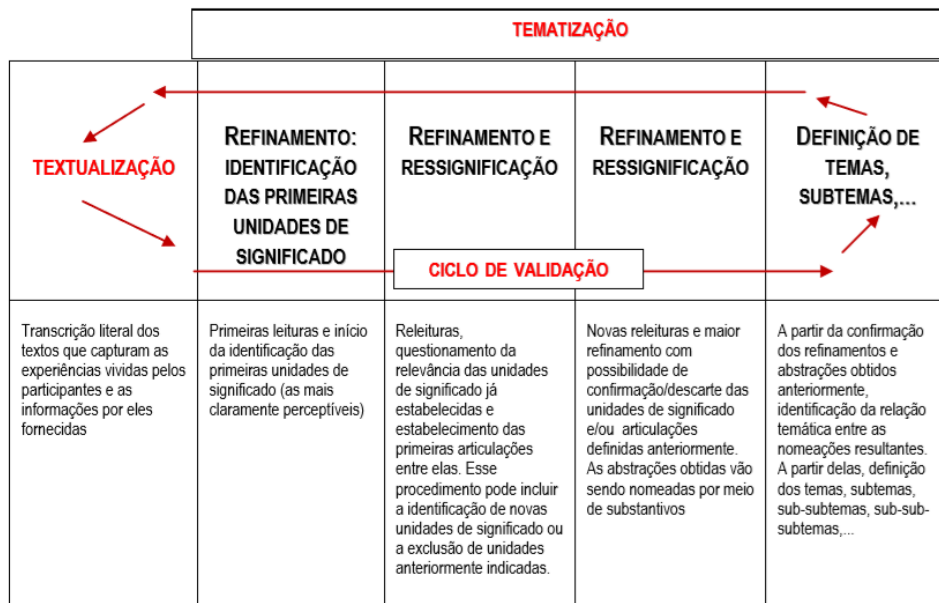 TEMATIZAÇÃO
TEXTUALIZAÇÃO
REFINAMENTO:
IDENTIFICAÇÃO
DAS PRIMEIRAS
UNIDADES DE
SIGNIFICADO
REFINAMENTO E
RESSIGNIFICAÇÃO
REFINAMENTO E
RESSIGNIFICAÇÃO
DEFINIÇÃO DE
TEMAS,
SUBTEMAS,...
CICLO DE VALIDAÇÃO
Transcrição literal dos
textos que capturam as
experiências vividas pelos
participantes e as
informações por eles
fornecidas
Primeiras leituras e início
da identificação das
primeiras unidades de
significado (as mais
claramente perceptíveis)
Releituras,
questionamento da
relevância das unidades
de significado já
estabelecidas e
estabelecimento das
primeiras articulações
entre elas. Esse
procedimento pode incluir
a identificação de novas
unidades de significado ou
a exclusão de unidades
anteriormente indicadas.
Novas releituras e maior
refinamento com
possibilidade de
confirmação/descarte das
unidades de significado
e/ou articulações
definidas anteriormente.
As abstrações obtidas vão
sendo nomeadas por meio
de substantivos
A partir da confirmação
dos refinamentos e
abstrações obtidos
anteriormente,
identificação da relação
temática entre as
nomeações resultantes.
A partir delas, definição
dos temas, subtemas,
sub-subtemas, sub-sub-
subtemas,...